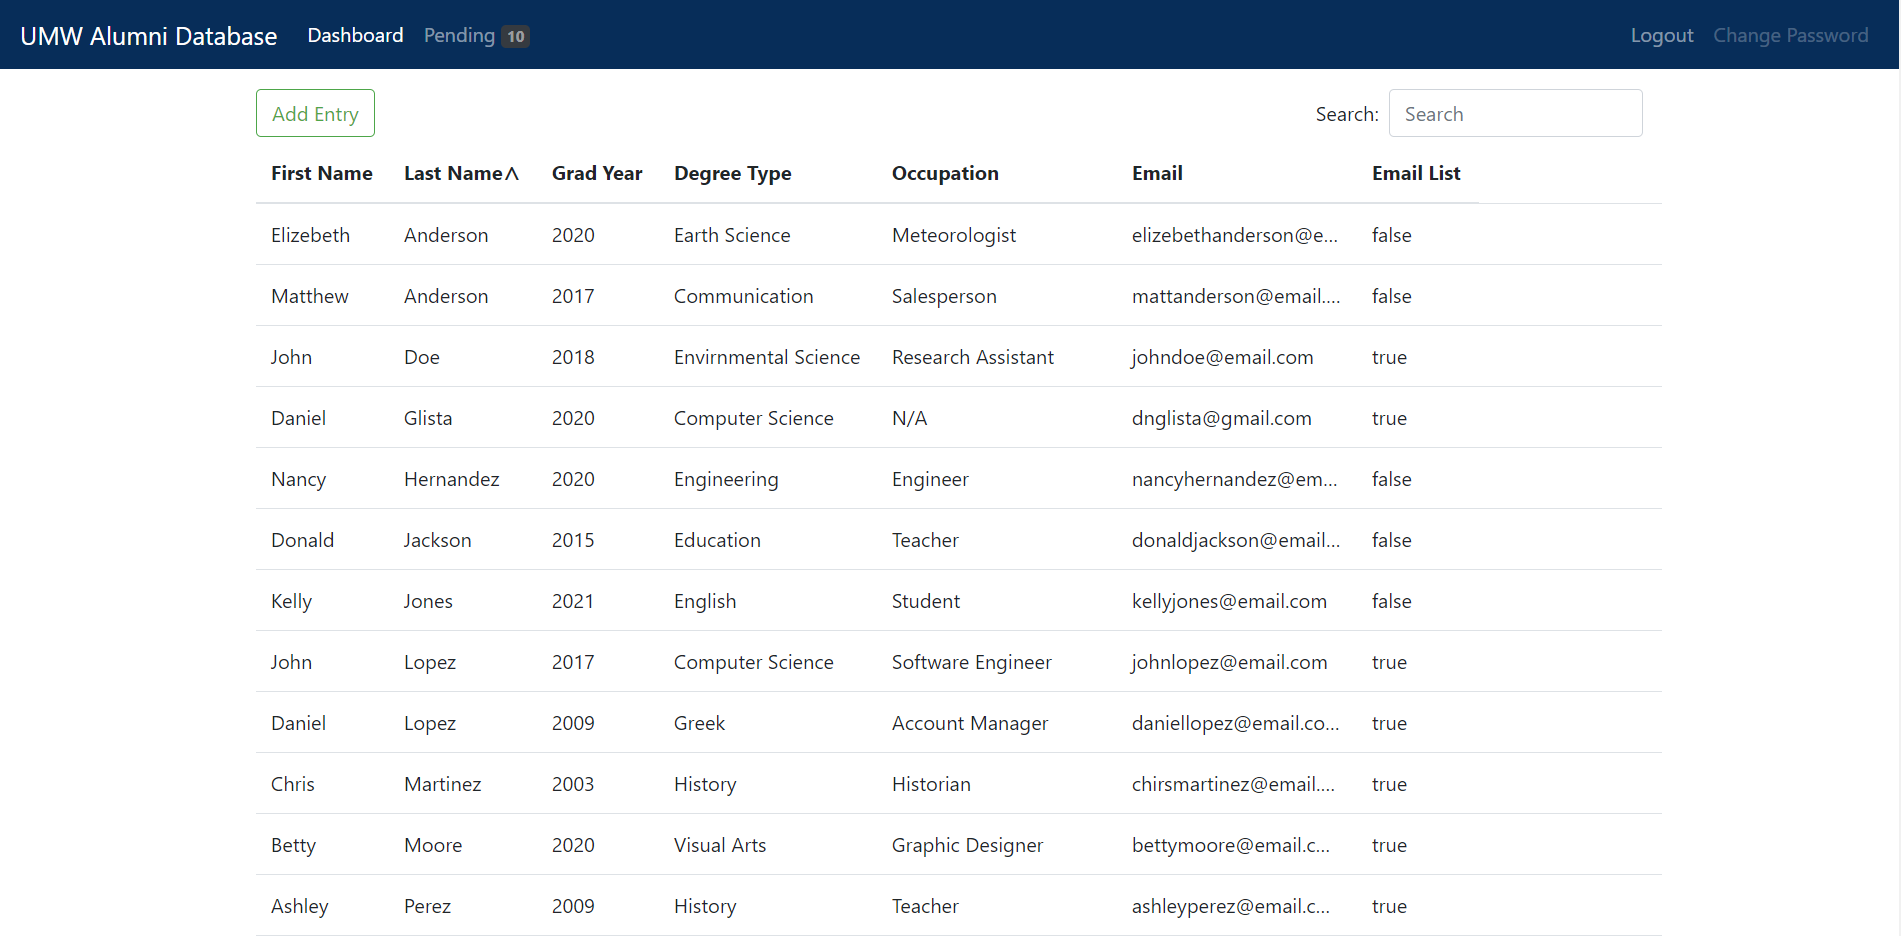 UMW Alumni Database Dashboard Pending 10 Logout Change Password
Add Entry Search: Search
First Name Last Name∧ Grad Year Degree Type Occupation Email Email List
Elizebeth Anderson 2020 Earth Science Meteorologist elizebethanderson@e... false
Matthew Anderson 2017 Communication Salesperson mattanderson@email.... false
John Doe 2018 Envirnmental Science Research Assistant johndoe@email.com true
Daniel Glista 2020 Computer Science N/A dnglista@gmail.com true
Nancy Hernandez 2020 Engineering Engineer nancyhernandez@em... false
Donald Jackson 2015 Education Teacher donaldjackson@email... false
Kelly Jones 2021 English Student kellyjones@email.com false
John Lopez 2017 Computer Science Software Engineer johnlopez@email.com true
Daniel Lopez 2009 Greek Account Manager daniellopez@email.co... true
Chris Martinez 2003 History Historian chirsmartinez@email.... true
Betty Moore 2020 Visual Arts Graphic Designer bettymoore@email.c... true
Ashley Perez 2009 History Teacher ashleyperez@email.c... true